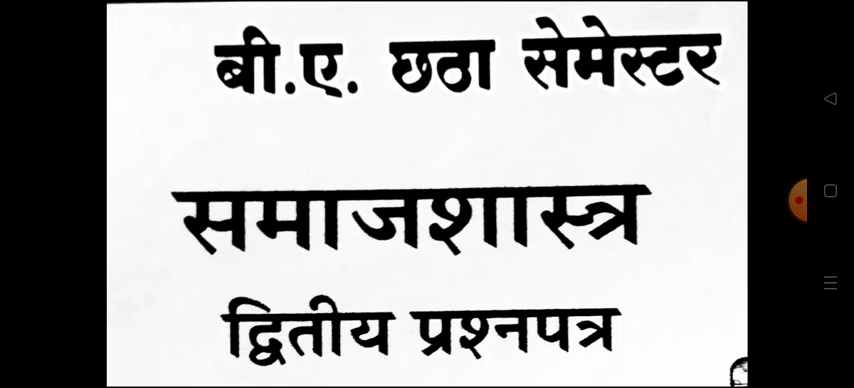 बी.ए. छठा सेमेस्टर
समाजशास्त्र
द्वितीय प्रश्नपत्र